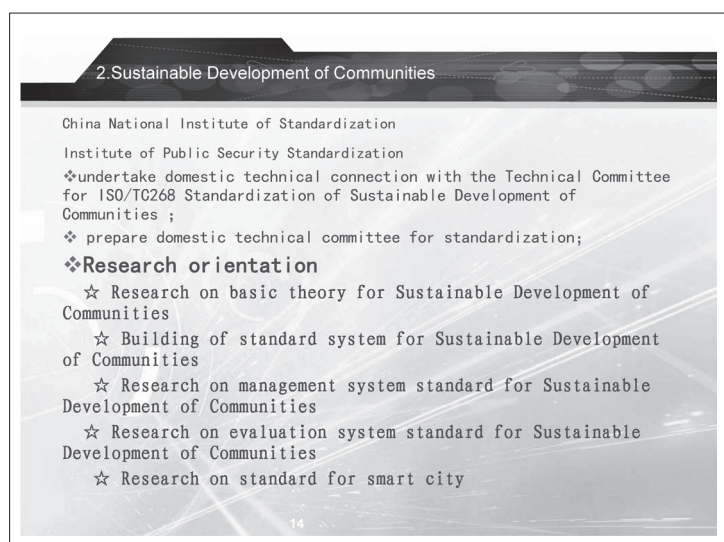 2.Sustainable Development of Communities
China National Institute of Standardization
Institute of Public Security Standardization
❖undertake domestic technical connection with the Technical Committee
for ISO/TC268 Standardization of Sustainable Development of
Communities ;
❖ prepare domestic technical committee for standardization;
❖Research orientation
☆ Research on basic theory for Sustainable Development of
Communities
☆ Building of standard system for Sustainable Development
of Communities
☆ Research on management system standard for Sustainable
Development of Communities
☆ Research on evaluation system standard for Sustainable
Development of Communities
☆ Research on standard for smart city
14